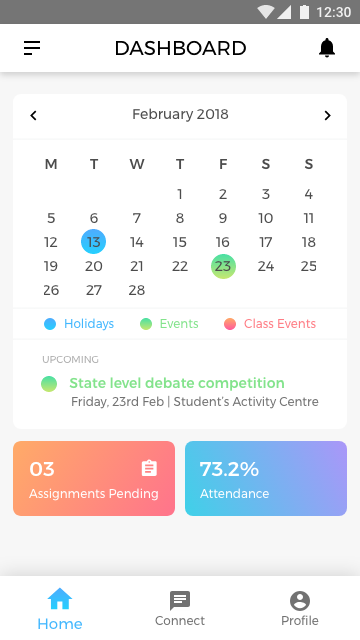 12:30
DASHBOARD
February 2018
M T W T F S S
1 2 3 4
5 6 7 8 9 10 11
12 13 14 15 16 17 18
19 20 21 22 23 24 25
26 27 28
Holidays Events Class Events
UPCOMING
State level debate competition
Friday, 23rd Feb | Student's Activity Centre
03 73.2%
Assignments Pending Attendance
Home Connect Profile